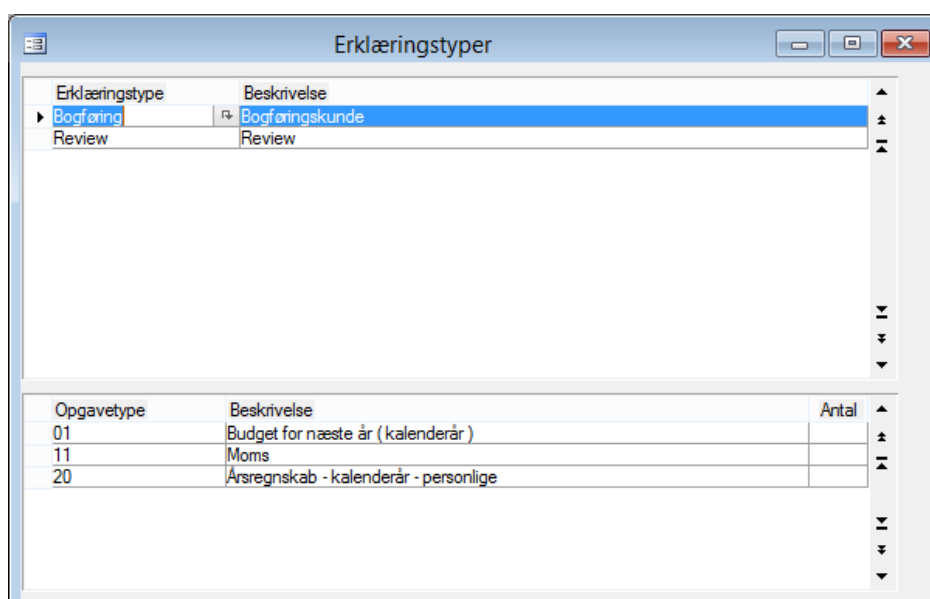 Erklæringstyper
Erklæringstype Beskrivelse
Bogføring Bogføringskunde
Review Review
Opgavetype Beskrivelse Antal
01 Budget for næste år ( kalenderår )
11 Moms
20 Årsregnskab - kalenderår - personlige